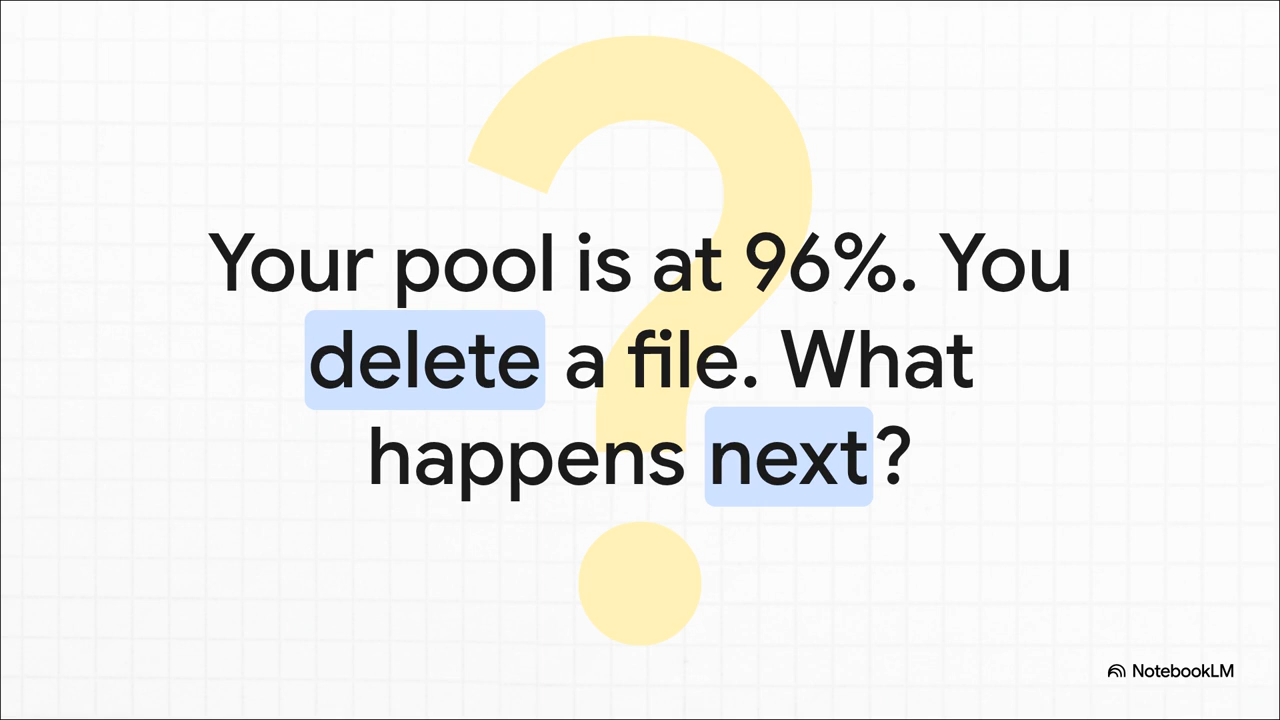 Your pool is at 96%. You
delete a file. What
happens next?
NotebookLM